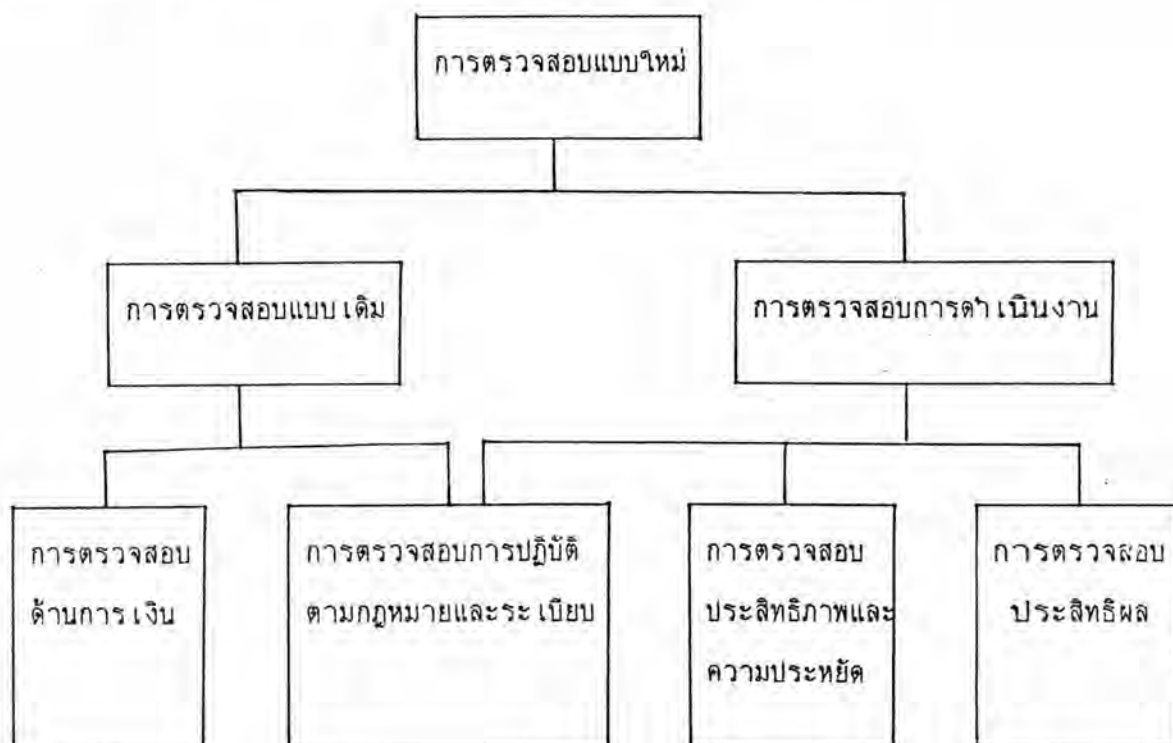 การตรวจสอบแบบใหม่
การตรวจสอบแบบเดิม
การตรวจสอบการดำเนินงาน
การตรวจสอบ
ด้านการเงิน
การตรวจสอบการปฏิบัติ
ตามกฎหมายและระเบียบ
การตรวจสอบ
ประสิทธิภาพและ
ความประหยัด
การตรวจสอบ
ประสิทธิผล